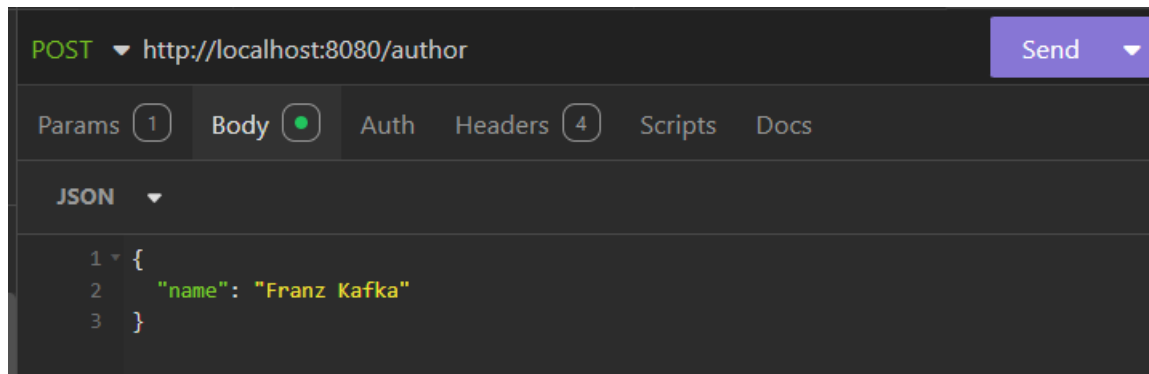 POST http://localhost:8080/author Send
Params 1 Body Auth Headers 4 Scripts Docs
JSON
1 {
2 "name": "Franz Kafka"
3 }